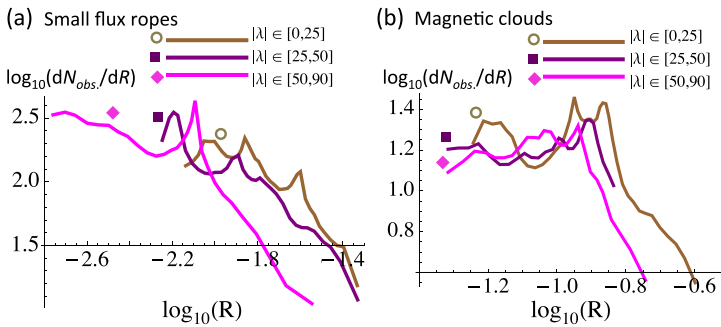 (a) Small flux ropes
|λ| ∈ [0,25]
|λ| ∈ [25,50)
|λ| ∈ [50,90]
log₁₀(dN_obs./dR)
2.5
2.0
1.5
-2.6 -2.2 -1.8 -1.4
log₁₀(R)
(b) Magnetic clouds
|λ| ∈ [0,25]
|λ| ∈ [25,50)
|λ| ∈ [50,90]
log₁₀(dN_obs./dR)
1.4
1.2
1.0
0.8
-1.2 -1.0 -0.8 -0.6
log₁₀(R)